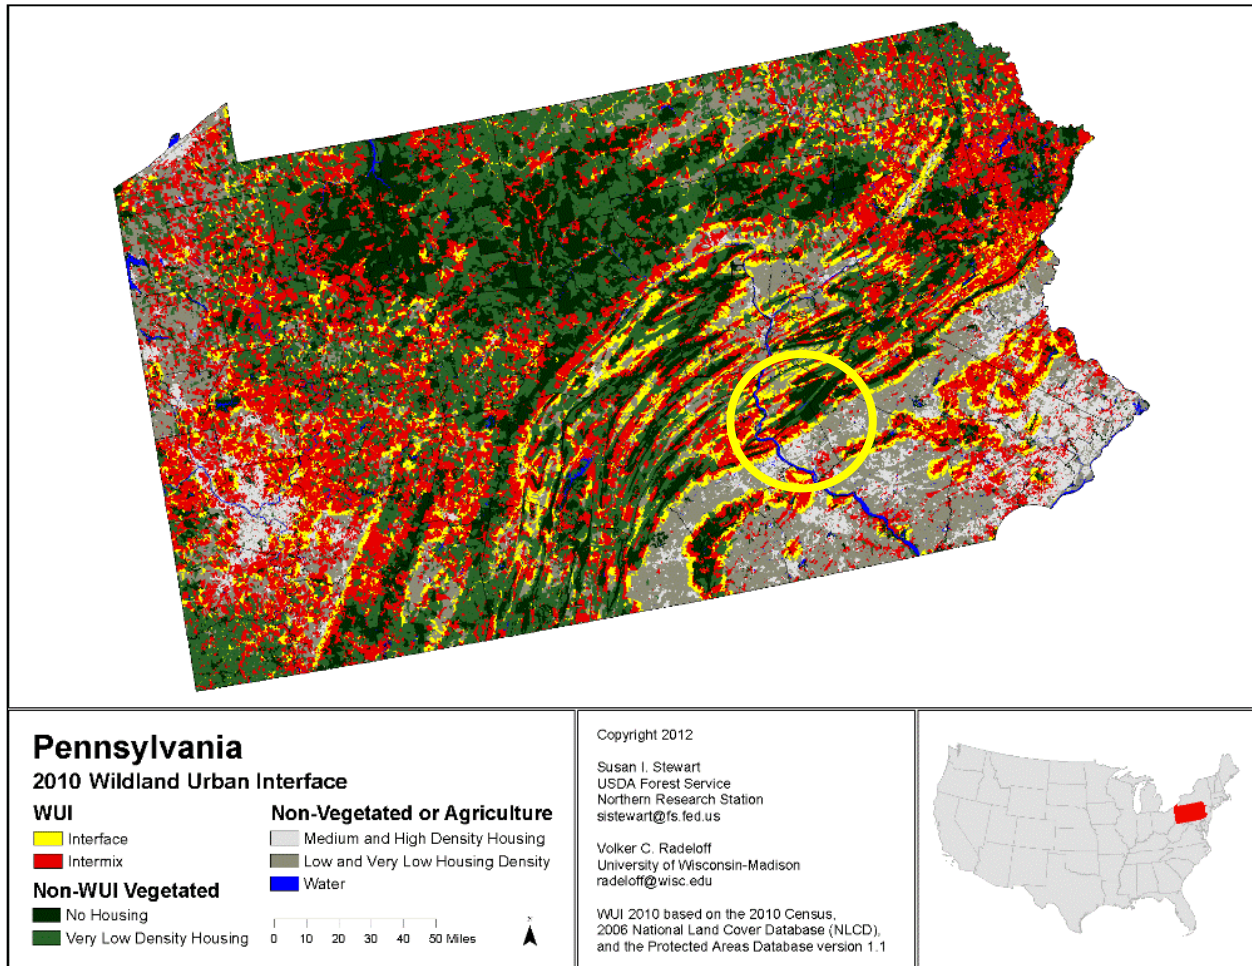 Pennsylvania
2010 Wildland Urban Interface
WUI
Interface
Intermix
Non-WUI Vegetated
No Housing
Very Low Density Housing
Non-Vegetated or Agriculture
Medium and High Density Housing
Low and Very Low Housing Density
Water
0 10 20 30 40 50 Miles
Copyright 2012
Susan I. Stewart
USDA Forest Service
Northern Research Station
sistewart@fs.fed.us
Volker C. Radeloff
University of Wisconsin-Madison
radeloff@wisc.edu
WUI 2010 based on the 2010 Census,
2006 National Land Cover Database (NLCD),
and the Protected Areas Database version 1.1